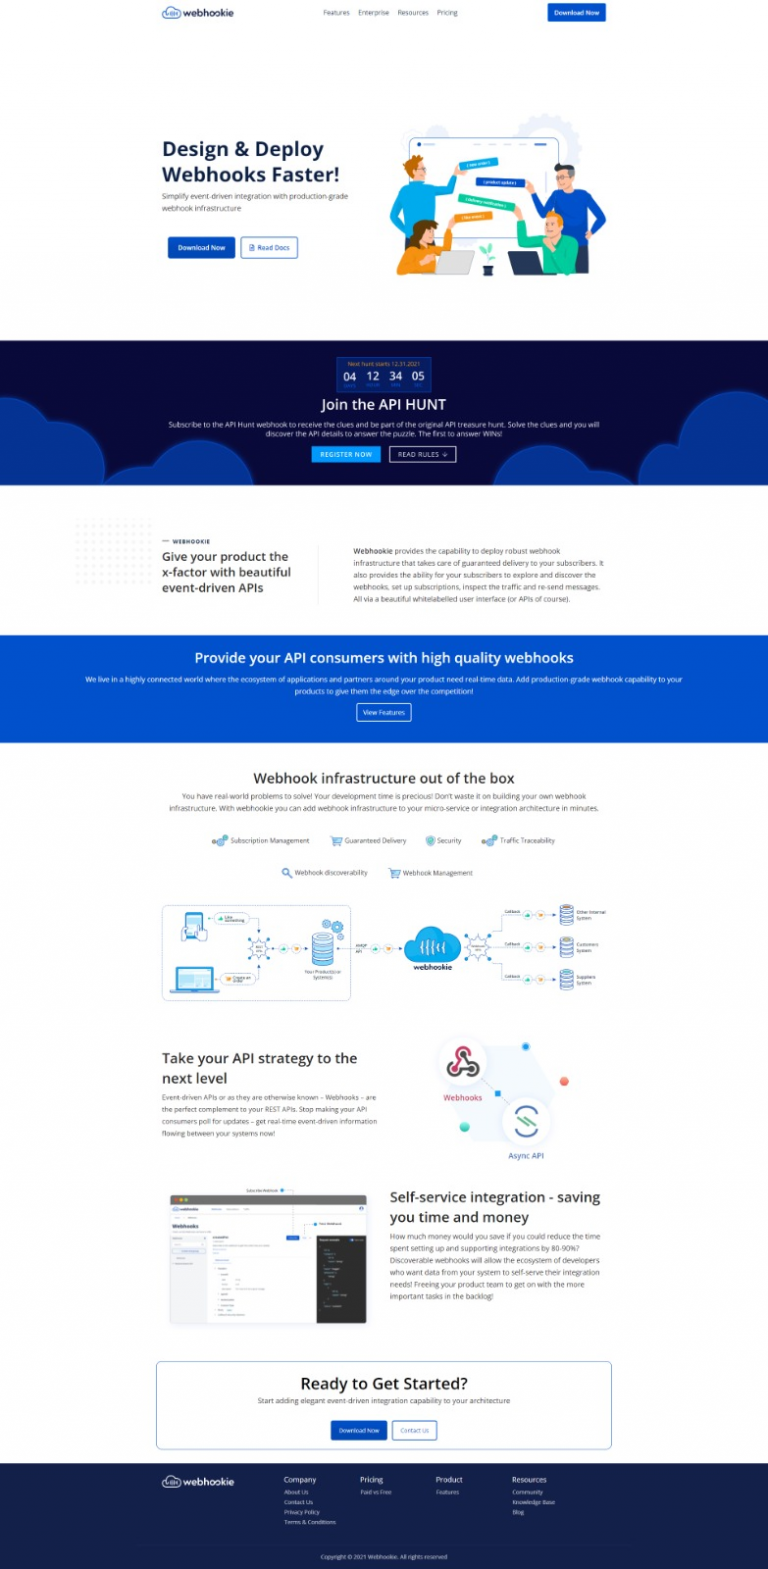 webhookie
Features Enterprise Resources Pricing
Download Now
Design & Deploy
Webhooks Faster!
Simplify event-driven integration with production-grade
webhook infrastructure
Download Now
Read Docs
Next hunt starts 12.31.2021
04 12 34 05
Join the API HUNT
Subscribe to the API Hunt webhook to receive the clues and be part of the original API treasure hunt. Solve the clues and you will
discover the API details to answer the puzzle. The first to answer WINs!
REGISTER NOW
READ RULES
WEBHOOKIE
Give your product the
x-factor with beautiful
event-driven APIs
Webhookie provides the capability to deploy robust webhook
infrastructure that takes care of guaranteed delivery to your subscribers. It
also provides the ability for your subscribers to explore and discover the
webhooks, set up subscriptions, inspect the traffic and re-send messages.
All via a beautiful whitelabelled user interface (or APIs of course).
Provide your API consumers with high quality webhooks
We live in a highly connected world where the ecosystem of applications and partners around your product need real-time data. Add production-grade webhook capability to your
products to give them the edge over the competition!
View Features
Webhook infrastructure out of the box
You have real-world problems to solve! Your development time is precious! Don't waste it on building your own webhook
infrastructure. With webhookie you can add webhook infrastructure to your micro-service or integration architecture in minutes.
Subscription Management
Guaranteed Delivery
Security
Traffic Traceability
Webhook discoverability
Webhook Management
Your Products or
Systems
API
webhookie
Callback
Other Internal
System
Callback
Customers
System
Callback
Suppliers
System
Take your API strategy to the
next level
Event-driven APIs or as they are otherwise known – Webhooks – are
the perfect complement to your REST APIs. Stop making your API
consumers poll for updates – get real-time event-driven information
flowing between your systems now!
Webhooks
Async API
Webhooks
Self-service integration - saving
you time and money
How much money would you save if you could reduce the time
spent setting up and supporting integrations by 80-90%?
Discoverable webhooks will allow the ecosystem of developers
who want data from your system to self-serve their integration
needs! Freeing your product team to get on with the more
important tasks in the backlog!
Ready to Get Started?
Start adding elegant event-driven integration capability to your architecture
Download Now
Contact Us
webhookie
Company
About Us
Contact Us
Privacy Policy
Terms & Conditions
Pricing
Paid vs Free
Product
Features
Resources
Community
Knowledge Base
Blog
Copyright © 2021 Webhookie. All rights reserved